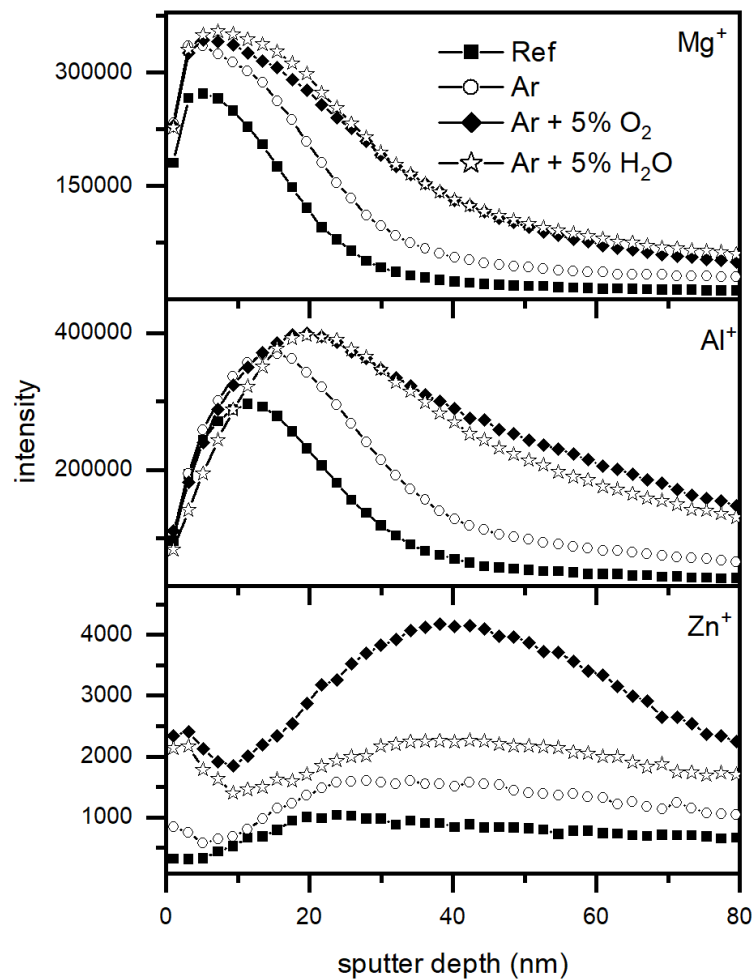 Mg⁺
Ref
Ar
Ar + 5% O₂
Ar + 5% H₂O
300000
150000
Al⁺
400000
200000
intensity
Zn⁺
4000
3000
2000
1000
0 20 40 60 80
sputter depth (nm)